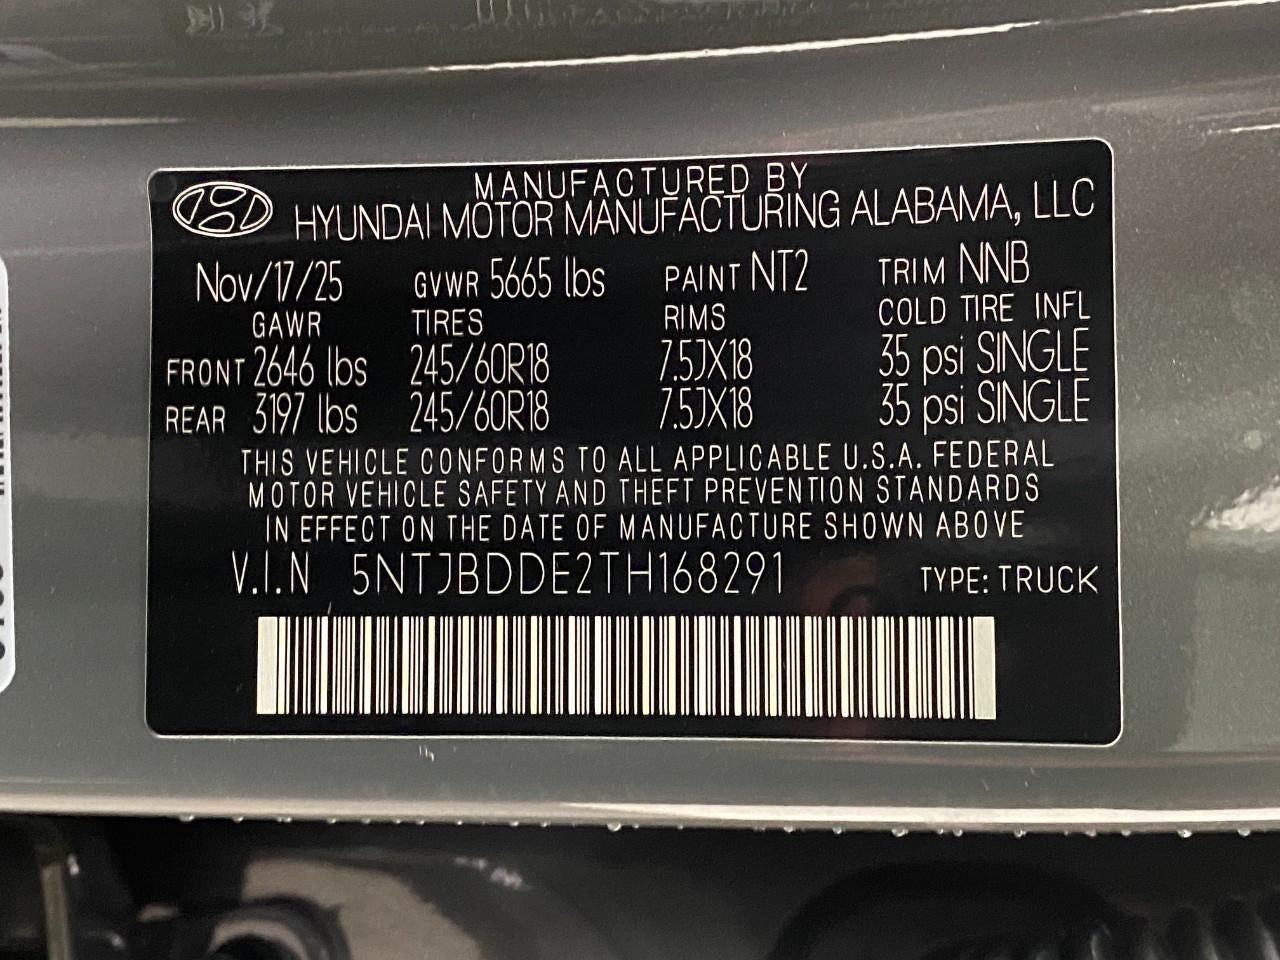 MANUFACTURED BY
HYUNDAI MOTOR MANUFACTURING ALABAMA, LLC
Nov/17/25 GVWR 5665 lbs PAINT NT2 TRIM NNB
GAWR TIRES RIMS COLD TIRE INFL
FRONT 2646 lbs 245/60R18 7.5JX18 35 psi SINGLE
REAR 3197 lbs 245/60R18 7.5JX18 35 psi SINGLE
THIS VEHICLE CONFORMS TO ALL APPLICABLE U.S.A. FEDERAL
MOTOR VEHICLE SAFETY AND THEFT PREVENTION STANDARDS
IN EFFECT ON THE DATE OF MANUFACTURE SHOWN ABOVE
V.I.N 5NTJBDDE2TH168291 TYPE: TRUCK